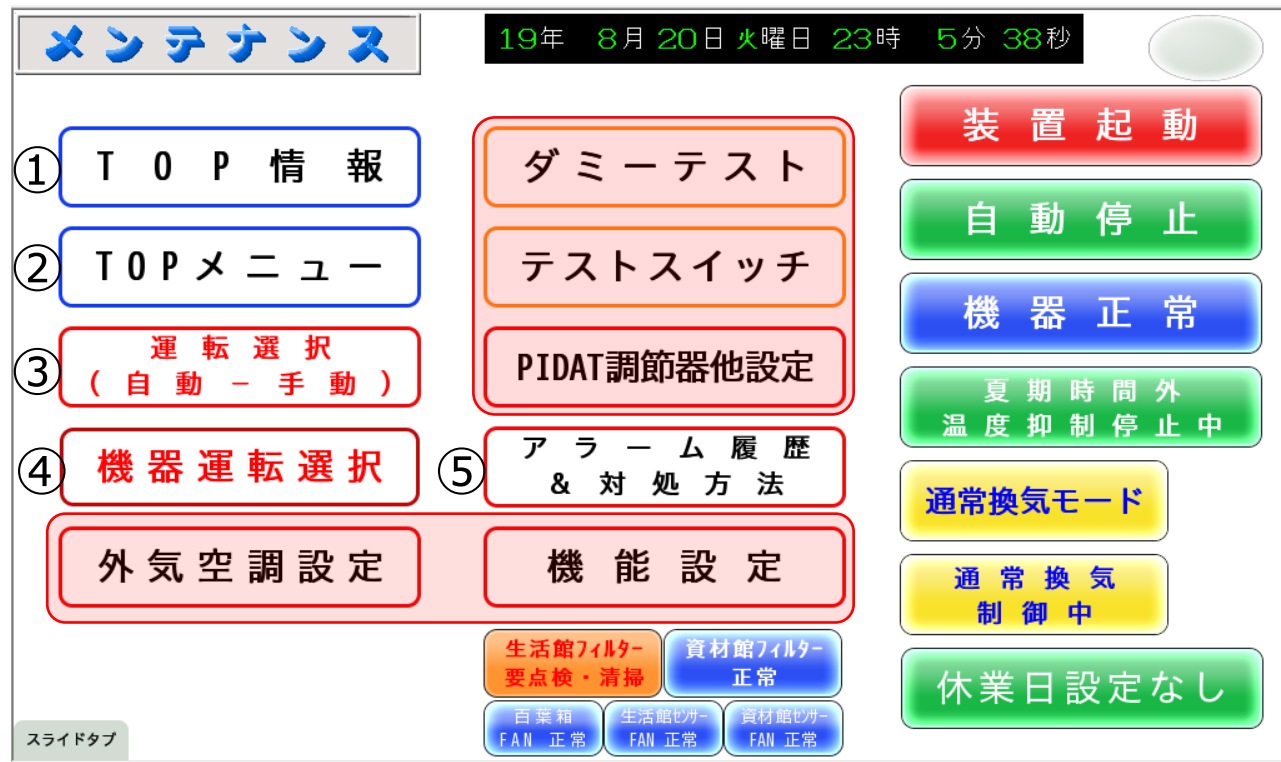 メンテナンス
19年 8月 20日 火曜日 23時 5分 38秒
① TOP情報
② TOPメニュー
③ 運転選択
(自動－手動)
④ 機器運転選択
外気空調設定
ダミーテスト
テストスイッチ
PIDAT調節器他設定
⑤ アラーム履歴
& 対処方法
機能設定
生活館フィルター
要点検・清掃
資材館フィルター
正常
百葉箱
FAN 正常
生活館センサー
FAN 正常
資材館センサー
FAN 正常
装置起動
自動停止
機器正常
夏期時間外
温度抑制停止中
通常換気モード
通常換気
制御中
休業日設定なし
スライドタブ